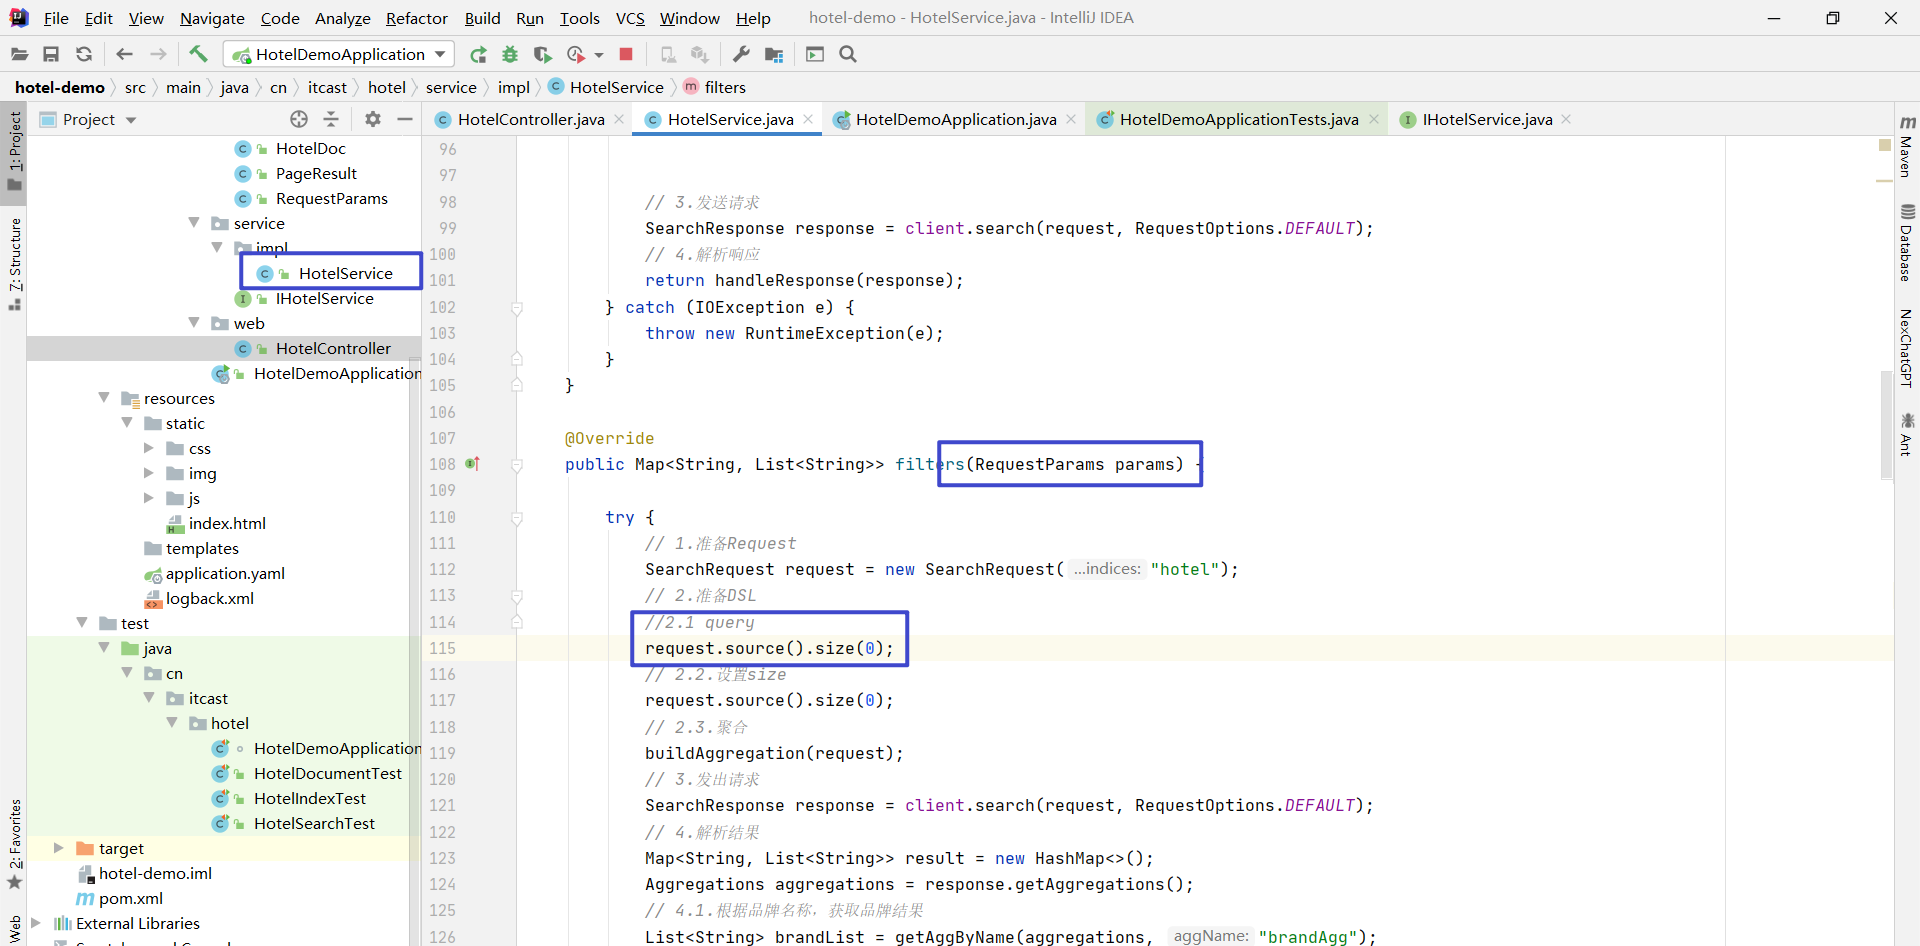 File Edit View Navigate Code Analyze Refactor Build Run Tools VCS Window Help hotel-demo - HotelService.java - IntelliJ IDEA
HotelDemoApplication
hotel-demo src main java cn itcast hotel service impl HotelService filters
Project
HotelController.java HotelService.java HotelDemoApplication.java HotelDemoApplicationTests.java IHotelService.java
1: Project
7: Structure
2: Favorites
Web
HotelDoc
PageResult
RequestParams
service
impl
HotelService
IHotelService
web
HotelController
HotelDemoApplication
resources
static
css
img
js
index.html
templates
application.yaml
logback.xml
test
java
cn
itcast
hotel
HotelDemoApplication
HotelDocumentTest
HotelIndexTest
HotelSearchTest
target
hotel-demo.iml
pom.xml
External Libraries
96
97
98 // 3.发送请求
99 SearchResponse response = client.search(request, RequestOptions.DEFAULT);
100 // 4.解析响应
101 return handleResponse(response);
102 } catch (IOException e) {
103 throw new RuntimeException(e);
104 }
105 }
106
107 @Override
108 public Map<String, List<String>> filters(RequestParams params) {
109
110 try {
111 // 1.准备Request
112 SearchRequest request = new SearchRequest( ...indices: "hotel");
113 // 2.准备DSL
114 //2.1 query
115 request.source().size(0);
116 // 2.2.设置size
117 request.source().size(0);
118 // 2.3.聚合
119 buildAggregation(request);
120 // 3.发出请求
121 SearchResponse response = client.search(request, RequestOptions.DEFAULT);
122 // 4.解析结果
123 Map<String, List<String>> result = new HashMap<>();
124 Aggregations aggregations = response.getAggregations();
125 // 4.1.根据品牌名称，获取品牌结果
126 List<String> brandList = getAggByName(aggregations, aggName: "brandAgg");
Maven
Database
NexChatGPT
Ant